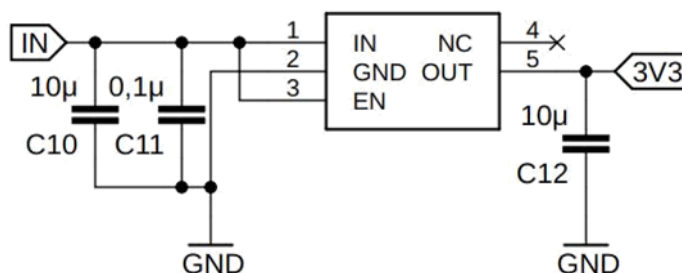 IN
1
2
3
IN
GND
EN
NC
OUT
4
5
3V3
10µ
C10
0,1µ
C11
10µ
C12
GND
GND